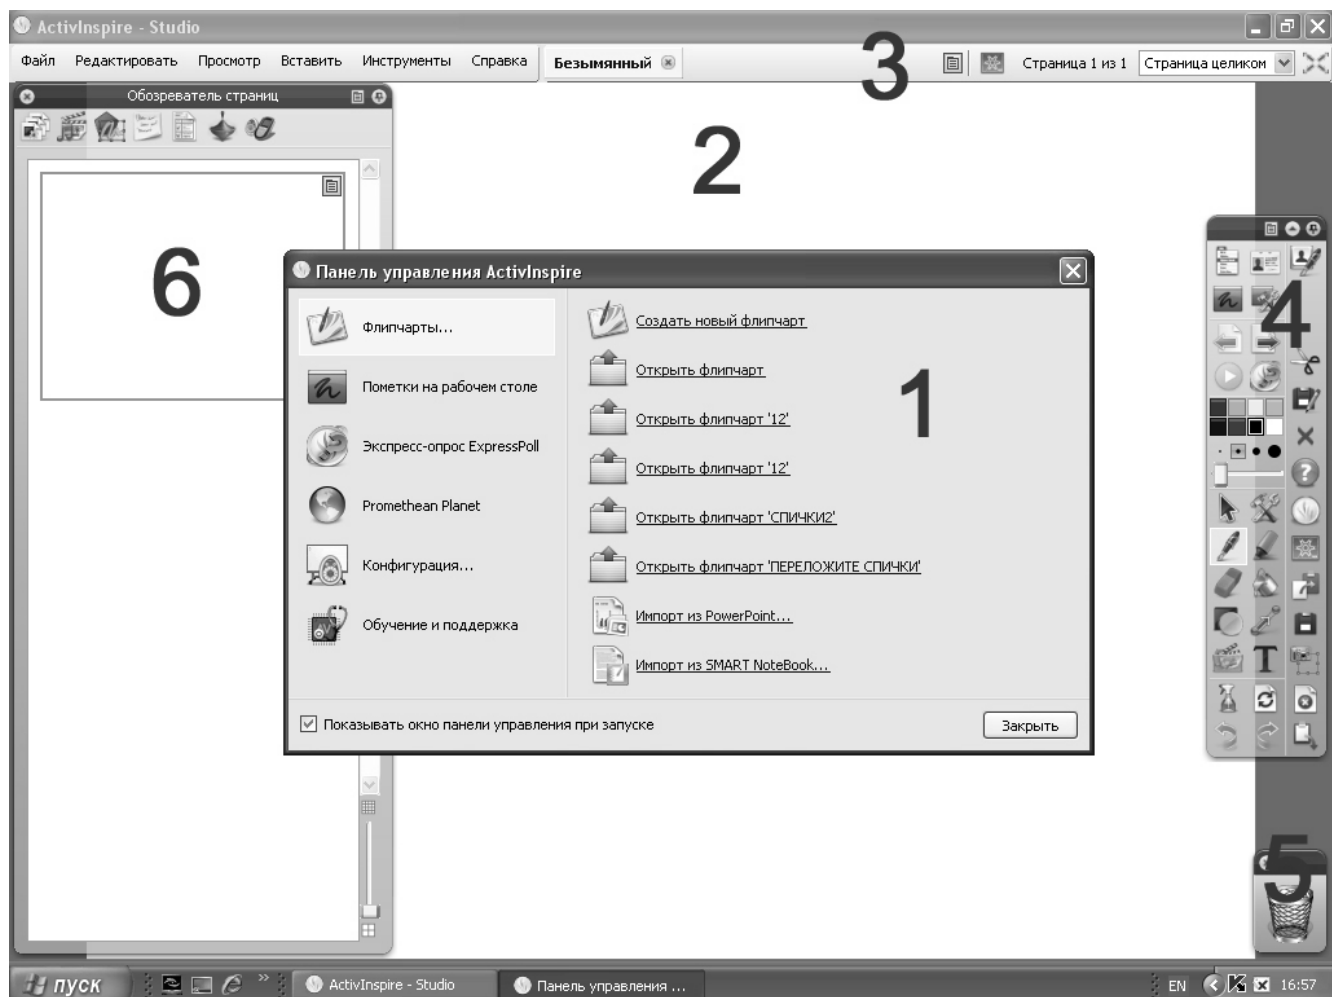 ActivInspire - Studio
Файл Редактировать Просмотр Вставить Инструменты Справка Безымянный 3 Страница 1 из 1 Страница целиком
Обозреватель страниц
2
6
4
Панель управления ActivInspire
Флипчарты...
Пометки на рабочем столе
Экспресс-опрос ExpressPoll
Promethean Planet
Конфигурация...
Обучение и поддержка
1
Создать новый флипчарт
Открыть флипчарт
Открыть флипчарт '12'
Открыть флипчарт '12'
Открыть флипчарт 'СПИЧКИ2'
Открыть флипчарт 'ПЕРЕЛОЖИТЕ СПИЧКИ'
Импорт из PowerPoint...
Импорт из SMART NoteBook...
Показывать окно панели управления при запуске Закрыть
T
5
пуск » ActivInspire - Studio Панель управления ... EN 16:57